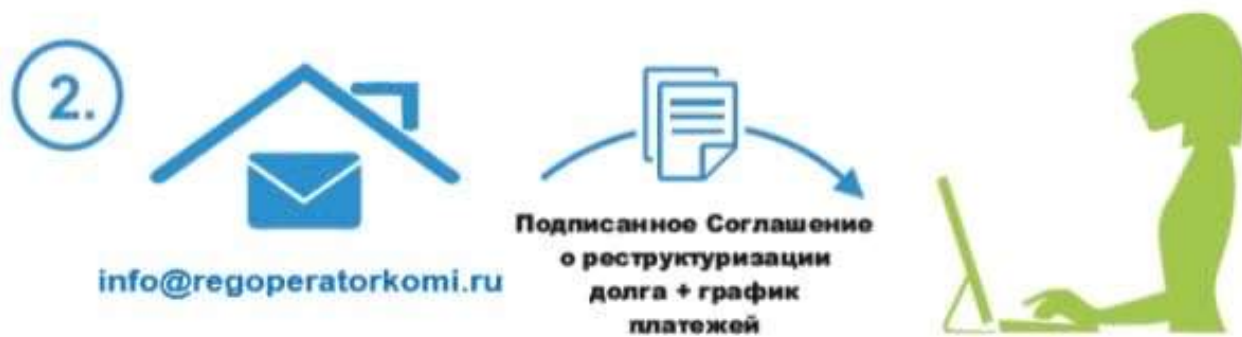 2.
info@regoperatorkomi.ru
Подписанное Соглашение
о реструктуризации
долга + график
платежей